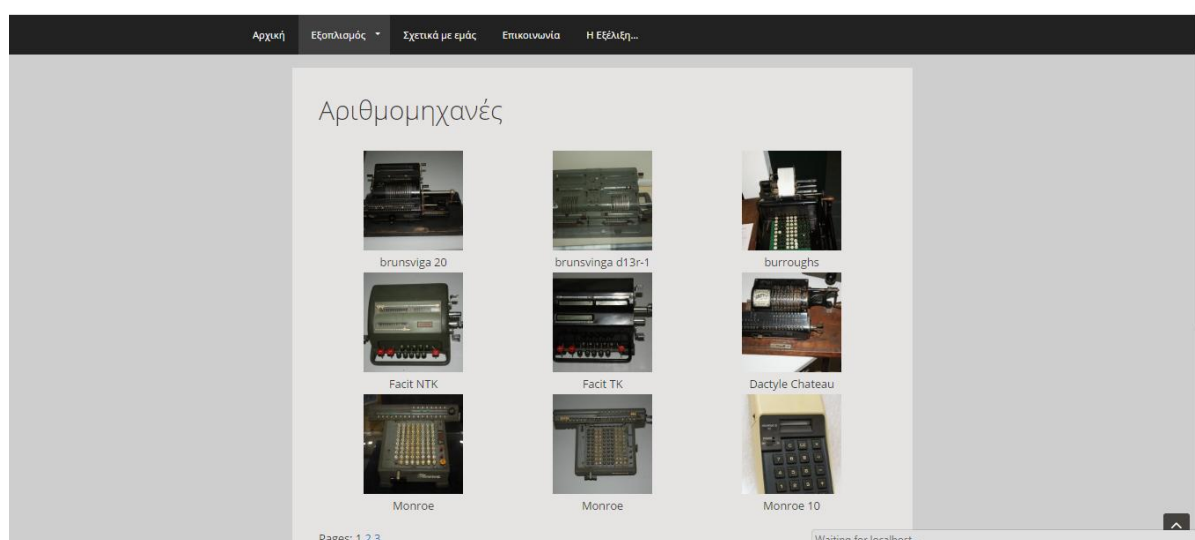 Αρχική Εξοπλισμός Σχετικά με εμάς Επικοινωνία Η Εξέλιξη...
Αριθμομηχανές
brunsviga 20 brunsvinga d13r-1 burroughs
Facit NTK Facit TK Dactyle Chateau
Monroe Monroe Monroe 10
Pages: 1 2 3
Waiting for localhost